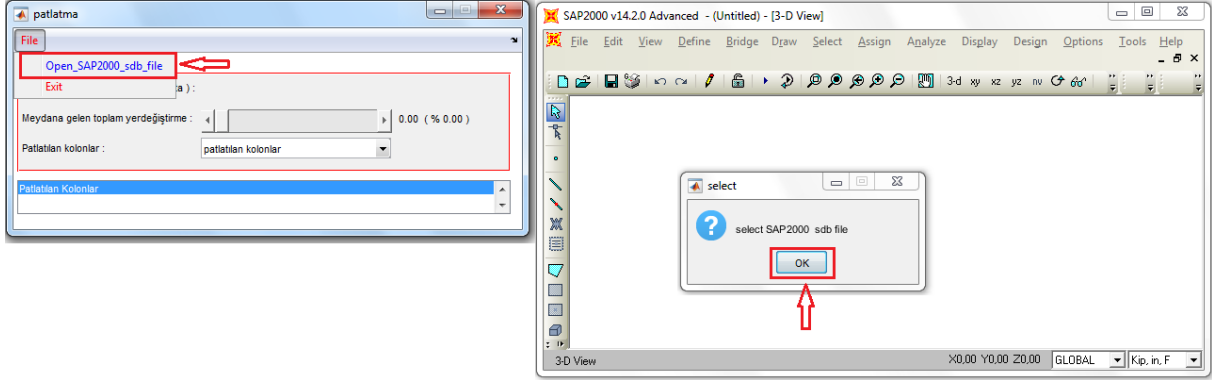 patlatma
File
Open_SAP2000_sdb_file
Exit
ta ) :
Meydana gelen toplam yerdeğiştirme :
0.00 ( % 0.00 )
Patlatılan kolonlar :
patlatılan kolonlar
Patlatılan Kolonlar
SAP2000 v14.2.0 Advanced - (Untitled) - [3-D View]
File Edit View Define Bridge Draw Select Assign Analyze Display Design Options Tools Help
3-d xy xz yz nv
select
select SAP2000 sdb file
OK
3-D View
X0,00 Y0,00 Z0,00
GLOBAL
Kip, in, F